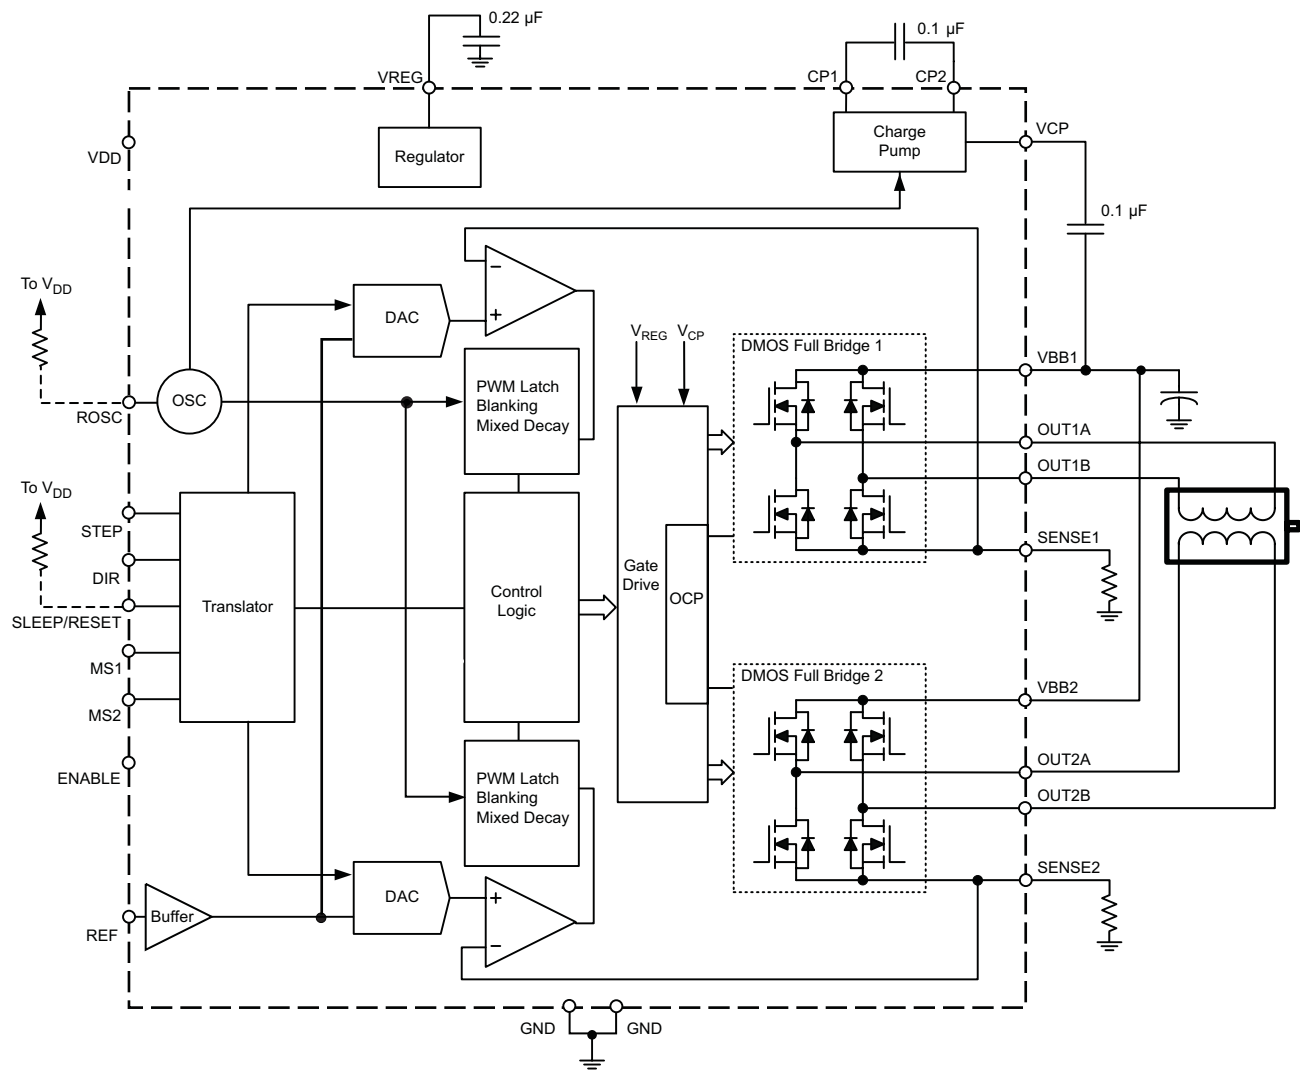 0.22 µF
0.1 µF
VREG
CP1
CP2
Charge
Pump
VCP
VDD
Regulator
0.1 µF
To VDD
DAC
VREG
VCP
DMOS Full Bridge 1
VBB1
PWM Latch
Blanking
Mixed Decay
OSC
ROSC
OUT1A
OUT1B
To VDD
STEP
SENSE1
DIR
Gate
Drive
OCP
Translator
Control
Logic
SLEEP/RESET
MS1
DMOS Full Bridge 2
VBB2
MS2
ENABLE
PWM Latch
Blanking
Mixed Decay
OUT2A
OUT2B
SENSE2
DAC
Buffer
REF
GND
GND